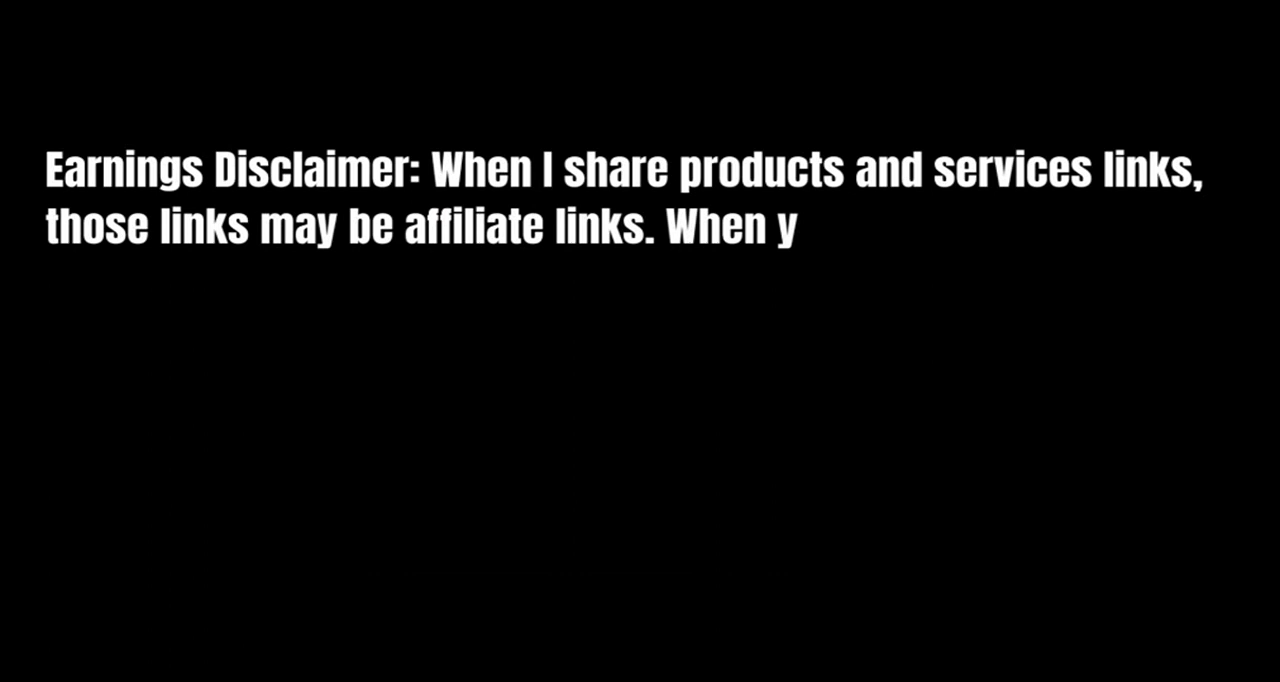 Earnings Disclaimer: When I share products and services links,
those links may be affiliate links. When y